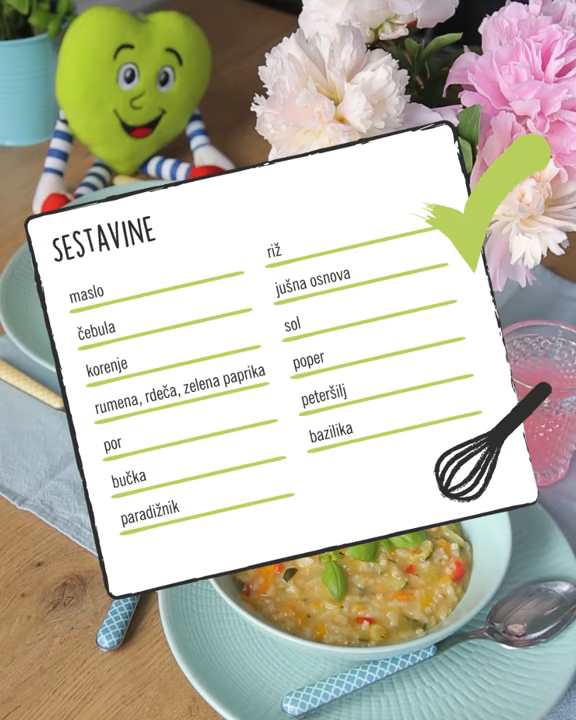 SESTAVINE
maslo
čebula
korenje
rumena, rdeča, zelena paprika
por
bučka
paradižnik
riž
jušna osnova
sol
poper
peteršilj
bazilika